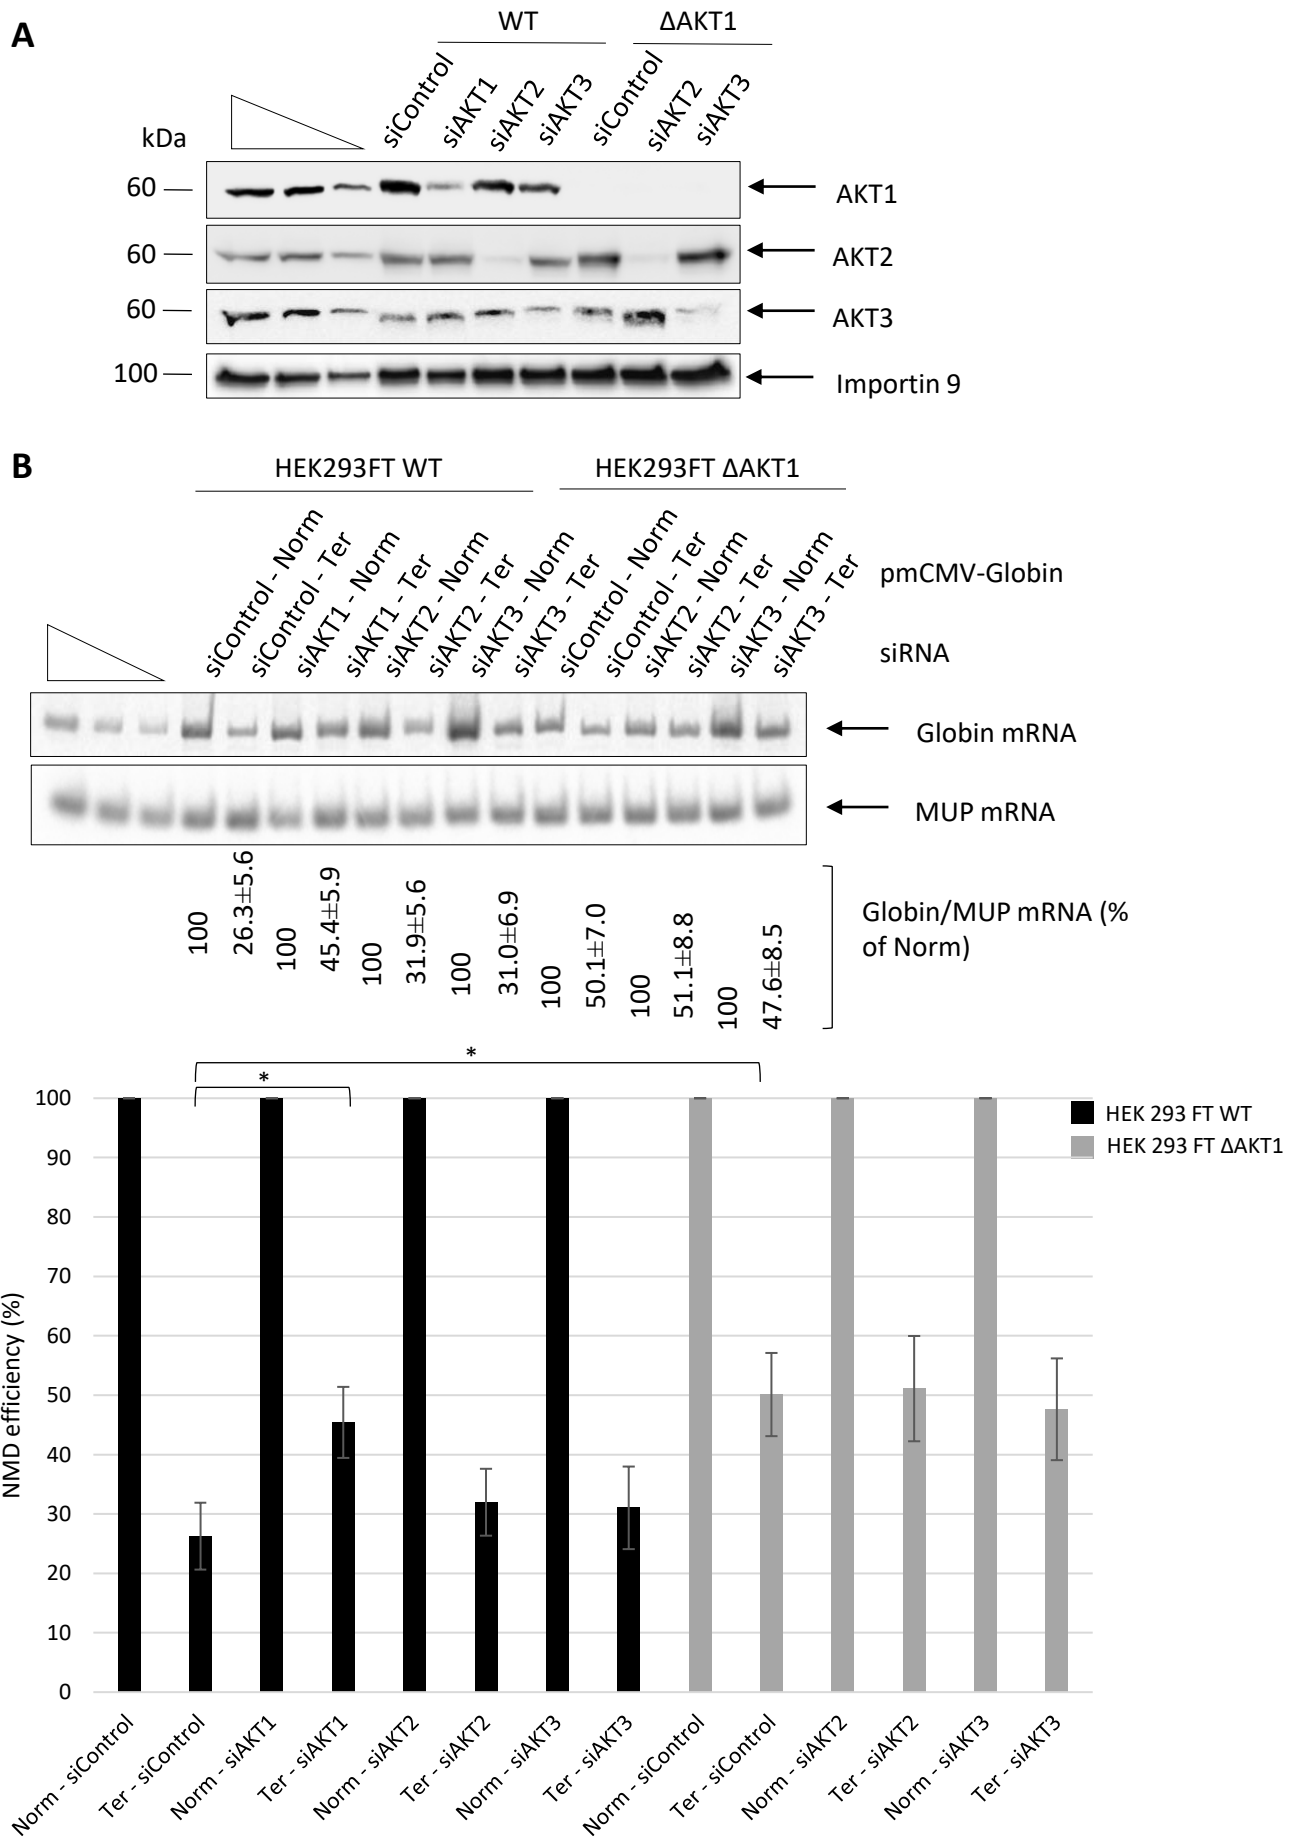 A
WT
ΔAKT1
siControl
siAKT1
siAKT2
siAKT3
siControl
siAKT2
siAKT3
kDa
60
AKT1
60
AKT2
60
AKT3
100
Importin 9
B
HEK293FT WT
HEK293FT ΔAKT1
siControl - Norm
siControl - Ter
siAKT1 - Norm
siAKT1 - Ter
siAKT2 - Norm
siAKT2 - Ter
siAKT3 - Norm
siAKT3 - Ter
siControl - Norm
siControl - Ter
siAKT2 - Norm
siAKT2 - Ter
siAKT3 - Norm
siAKT3 - Ter
pmCMV-Globin
siRNA
Globin mRNA
MUP mRNA
100
26.3±5.6
100
45.4±5.9
100
31.9±5.6
100
31.0±6.9
100
50.1±7.0
100
51.1±8.8
100
47.6±8.5
Globin/MUP mRNA (%
of Norm)
*
*
100
90
80
70
60
50
40
30
20
10
0
NMD efficiency (%)
HEK 293 FT WT
HEK 293 FT ΔAKT1
Norm - siControl
Ter - siControl
Norm - siAKT1
Ter - siAKT1
Norm - siAKT2
Ter - siAKT2
Norm - siAKT3
Ter - siAKT3
Norm - siControl
Ter - siControl
Norm - siAKT2
Ter - siAKT2
Norm - siAKT3
Ter - siAKT3